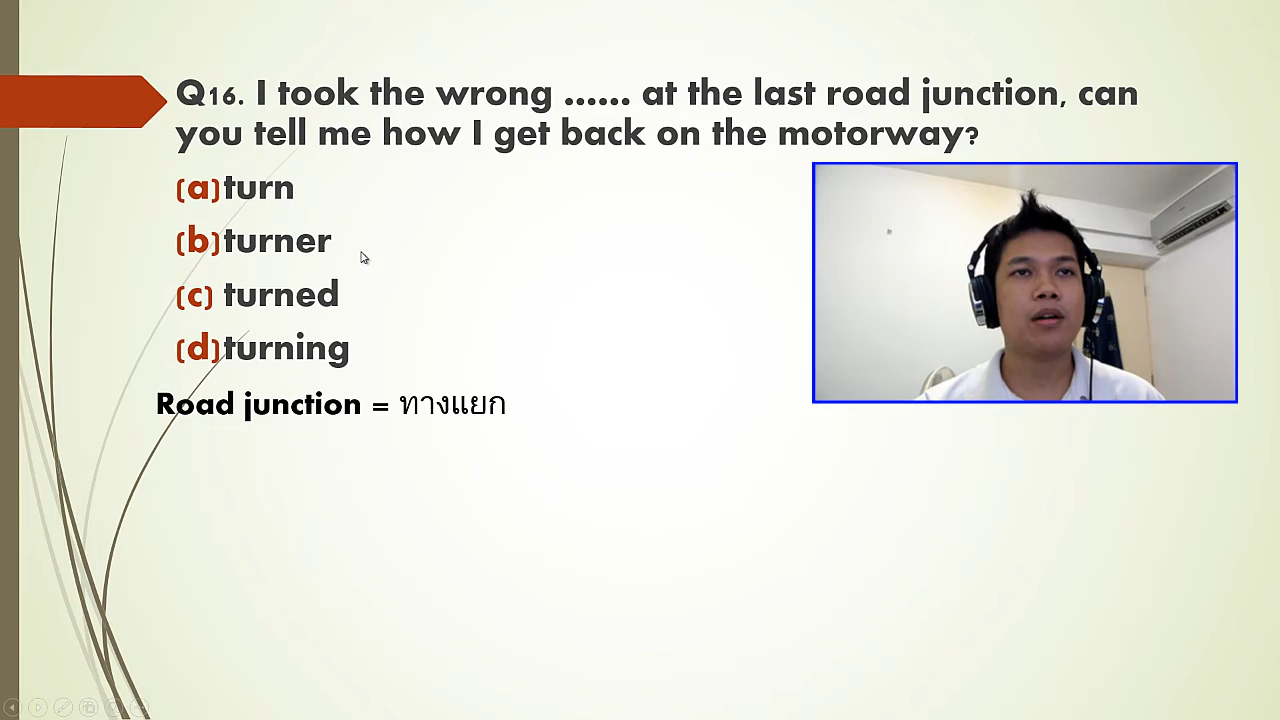 Q16. I took the wrong ...... at the last road junction, can
you tell me how I get back on the motorway?
(a) turn
(b) turner
(c) turned
(d) turning
Road junction = ทางแยก